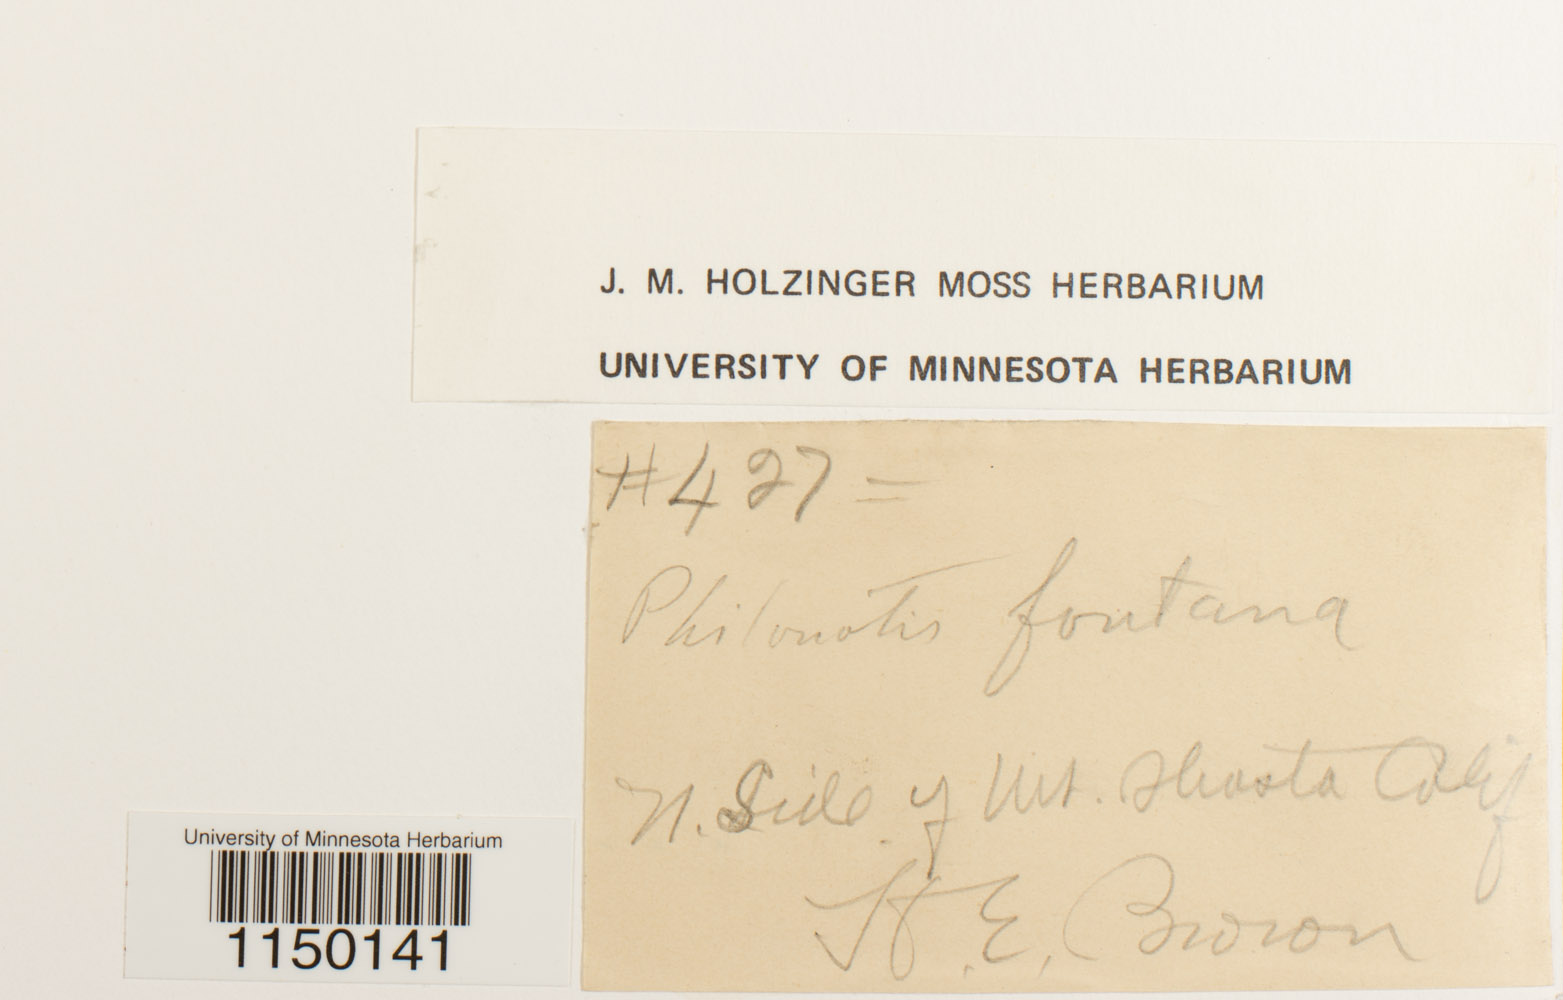 J. M. HOLZINGER MOSS HERBARIUM
UNIVERSITY OF MINNESOTA HERBARIUM
#427=
Philonotis fontana
N. Side of Mt. Shasta Calif
H. E. Brown
University of Minnesota Herbarium
1150141